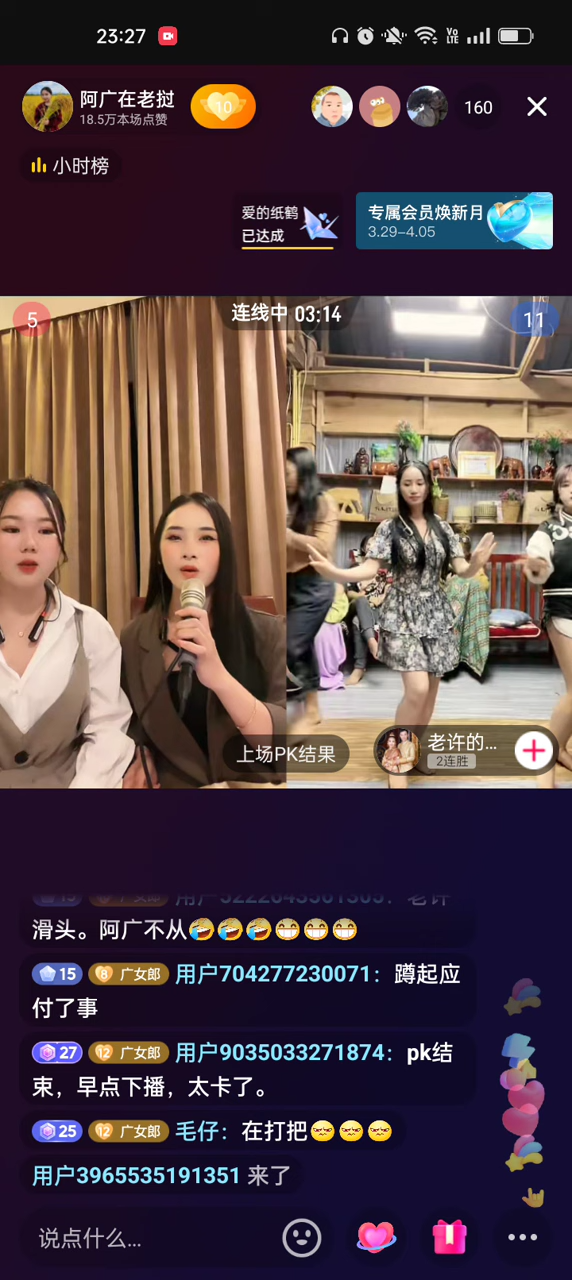 23:27
Vo LTE
阿广在老挝
18.5万本场点赞
10
160
小时榜
爱的纸鹤
已达成
专属会员焕新月
3.29-4.05
5
连线中 03:14
11
上场PK结果
老许的...
2连胜
滑头。阿广不从🤣🤣🤣😁😁😁
15 8 广女郎 用户704277230071：蹲起应
付了事
27 12 广女郎 用户9035033271874：pk结
束，早点下播，太卡了。
25 12 广女郎 毛仔：在打把
用户3965535191351 来了
说点什么...